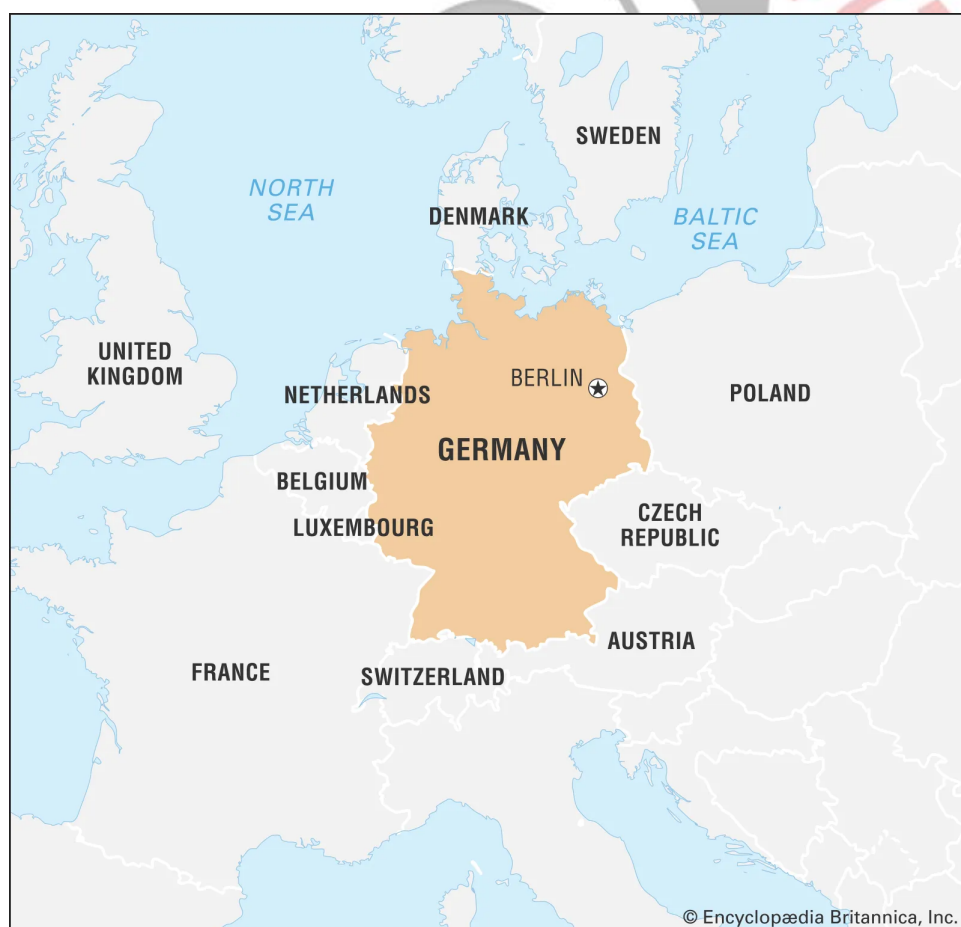 SWEDEN
NORTH
SEA
DENMARK
BALTIC
SEA
UNITED
KINGDOM
NETHERLANDS
BERLIN
POLAND
GERMANY
BELGIUM
LUXEMBOURG
CZECH
REPUBLIC
AUSTRIA
FRANCE
SWITZERLAND
© Encyclopædia Britannica, Inc.